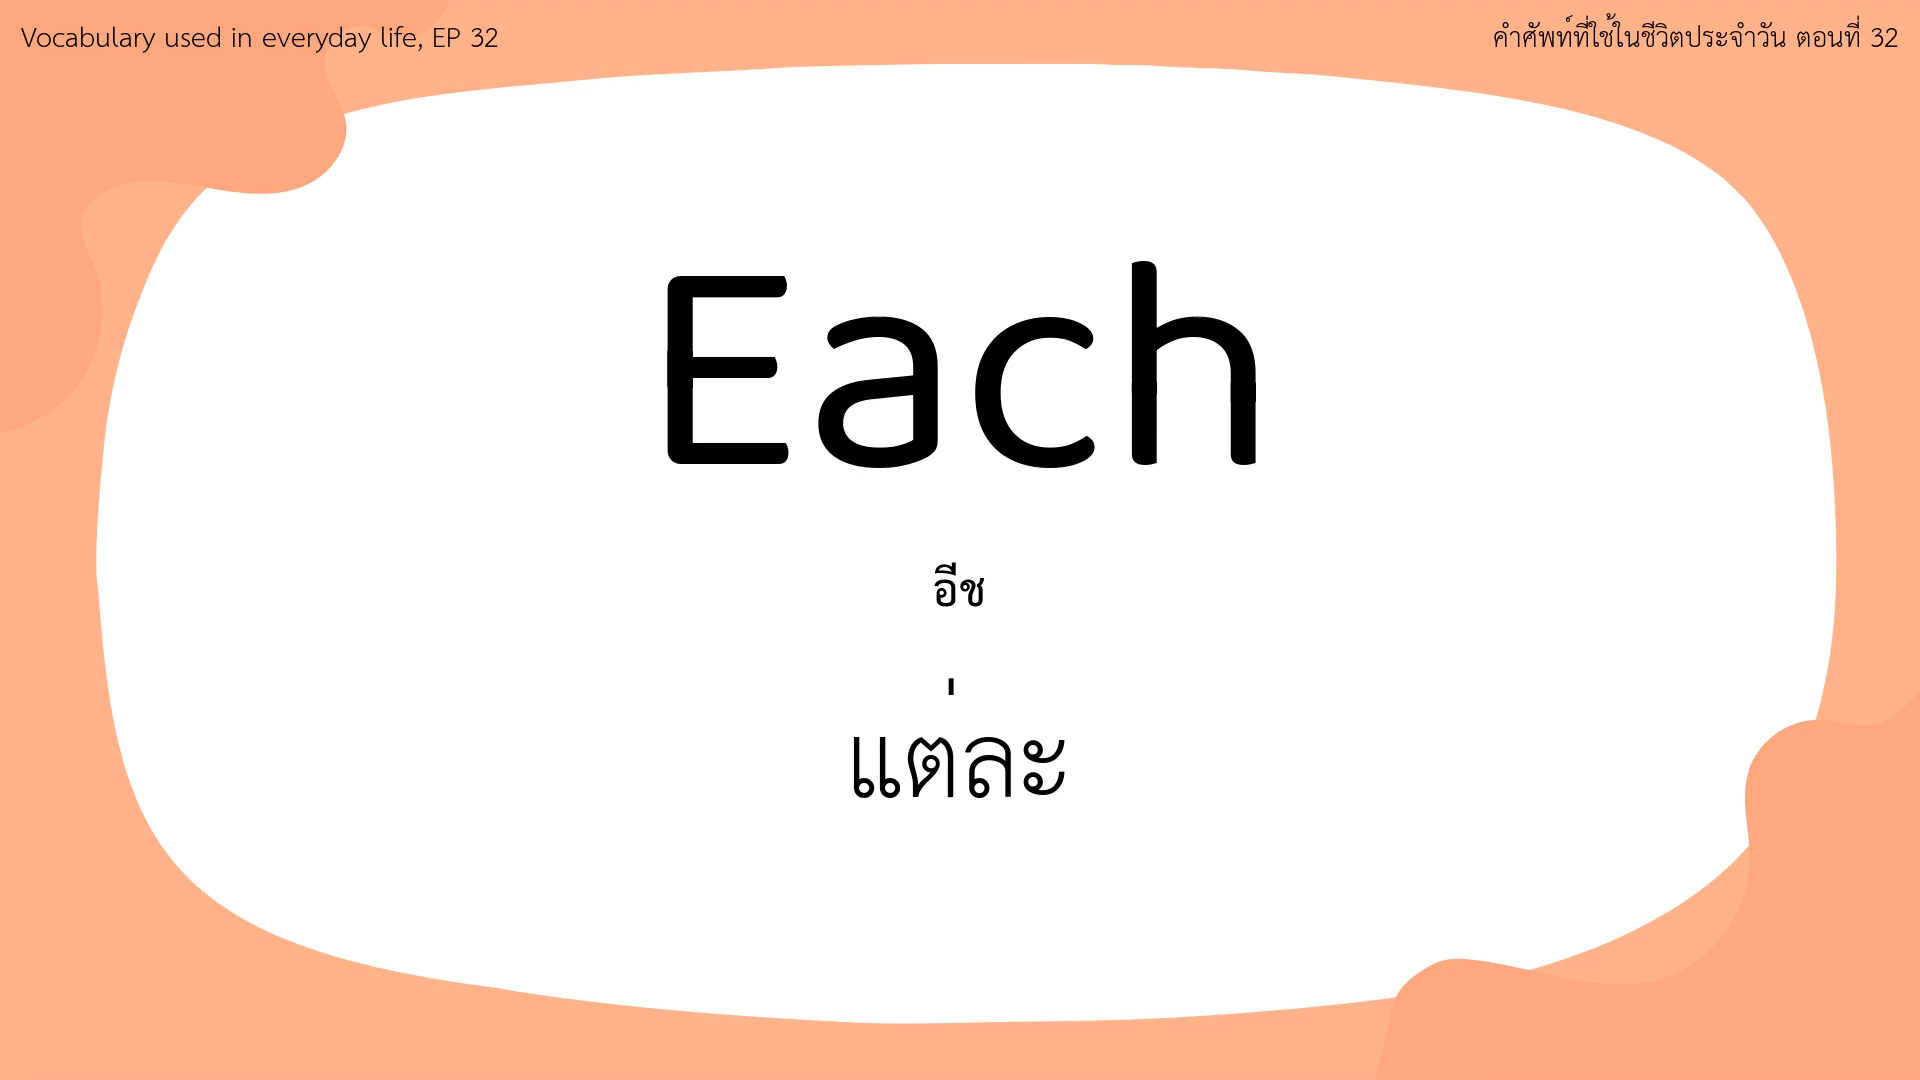 Vocabulary used in everyday life, EP 32
คำศัพท์ที่ใช้ในชีวิตประจำวัน ตอนที่ 32
Each
อีช
แต่ละ